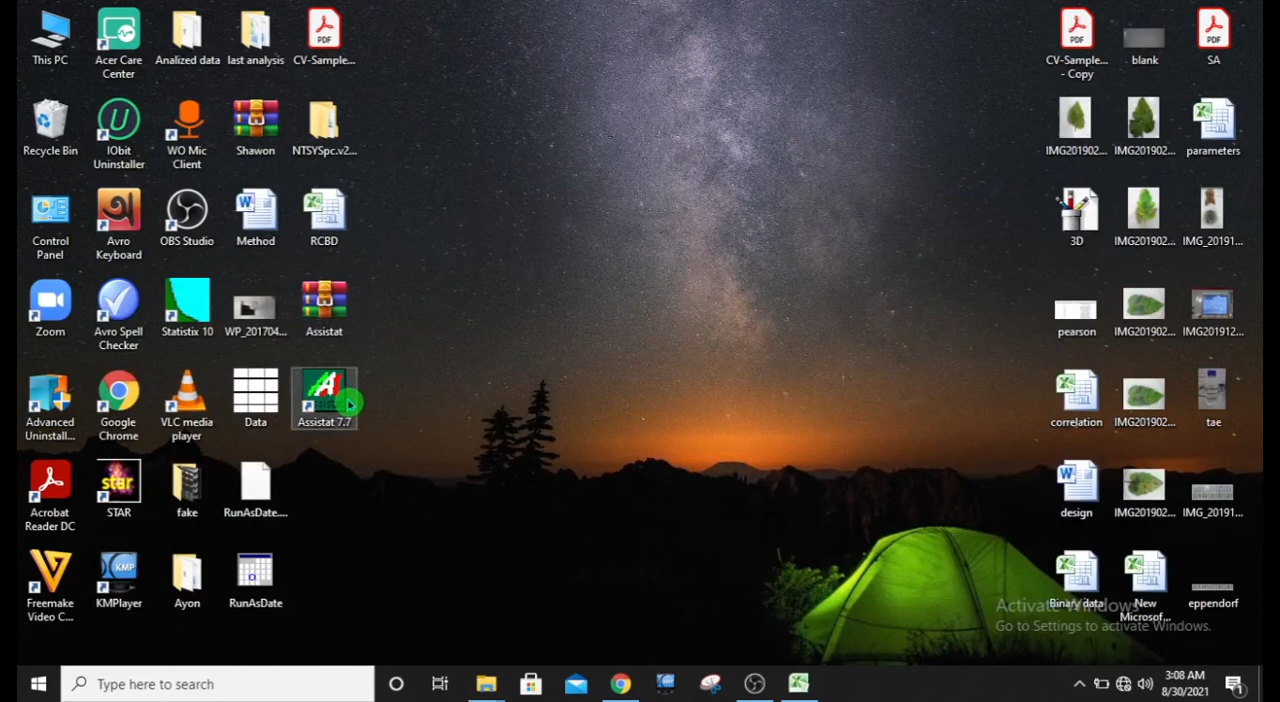 This PC
Acer Care
Center
Analized data
last analysis
CV-Sample...
CV-Sample...
- Copy
blank
SA
Recycle Bin
IObit
Uninstaller
WO Mic
Client
Shawon
NTSYSpc.v2...
IMG201902...
IMG201902...
parameters
Control
Panel
Avro
Keyboard
OBS Studio
Method
RCBD
3D
IMG201902...
IMG_20191...
Zoom
Avro Spell
Checker
Statistix 10
WP_201704...
Assistat
pearson
IMG201902...
IMG201912...
Advanced
Uninstall...
Google
Chrome
VLC media
player
Data
Assistat 7.7
correlation
IMG201902...
tae
Acrobat
Reader DC
STAR
fake
RunAsDate....
design
IMG201902...
IMG_20191...
Freemake
Video C...
KMPlayer
Ayon
RunAsDate
Binary data
New
Microsof...
eppendorf
Activate Windows
Go to Settings to activate Windows.
Type here to search
3:08 AM
8/30/2021
1